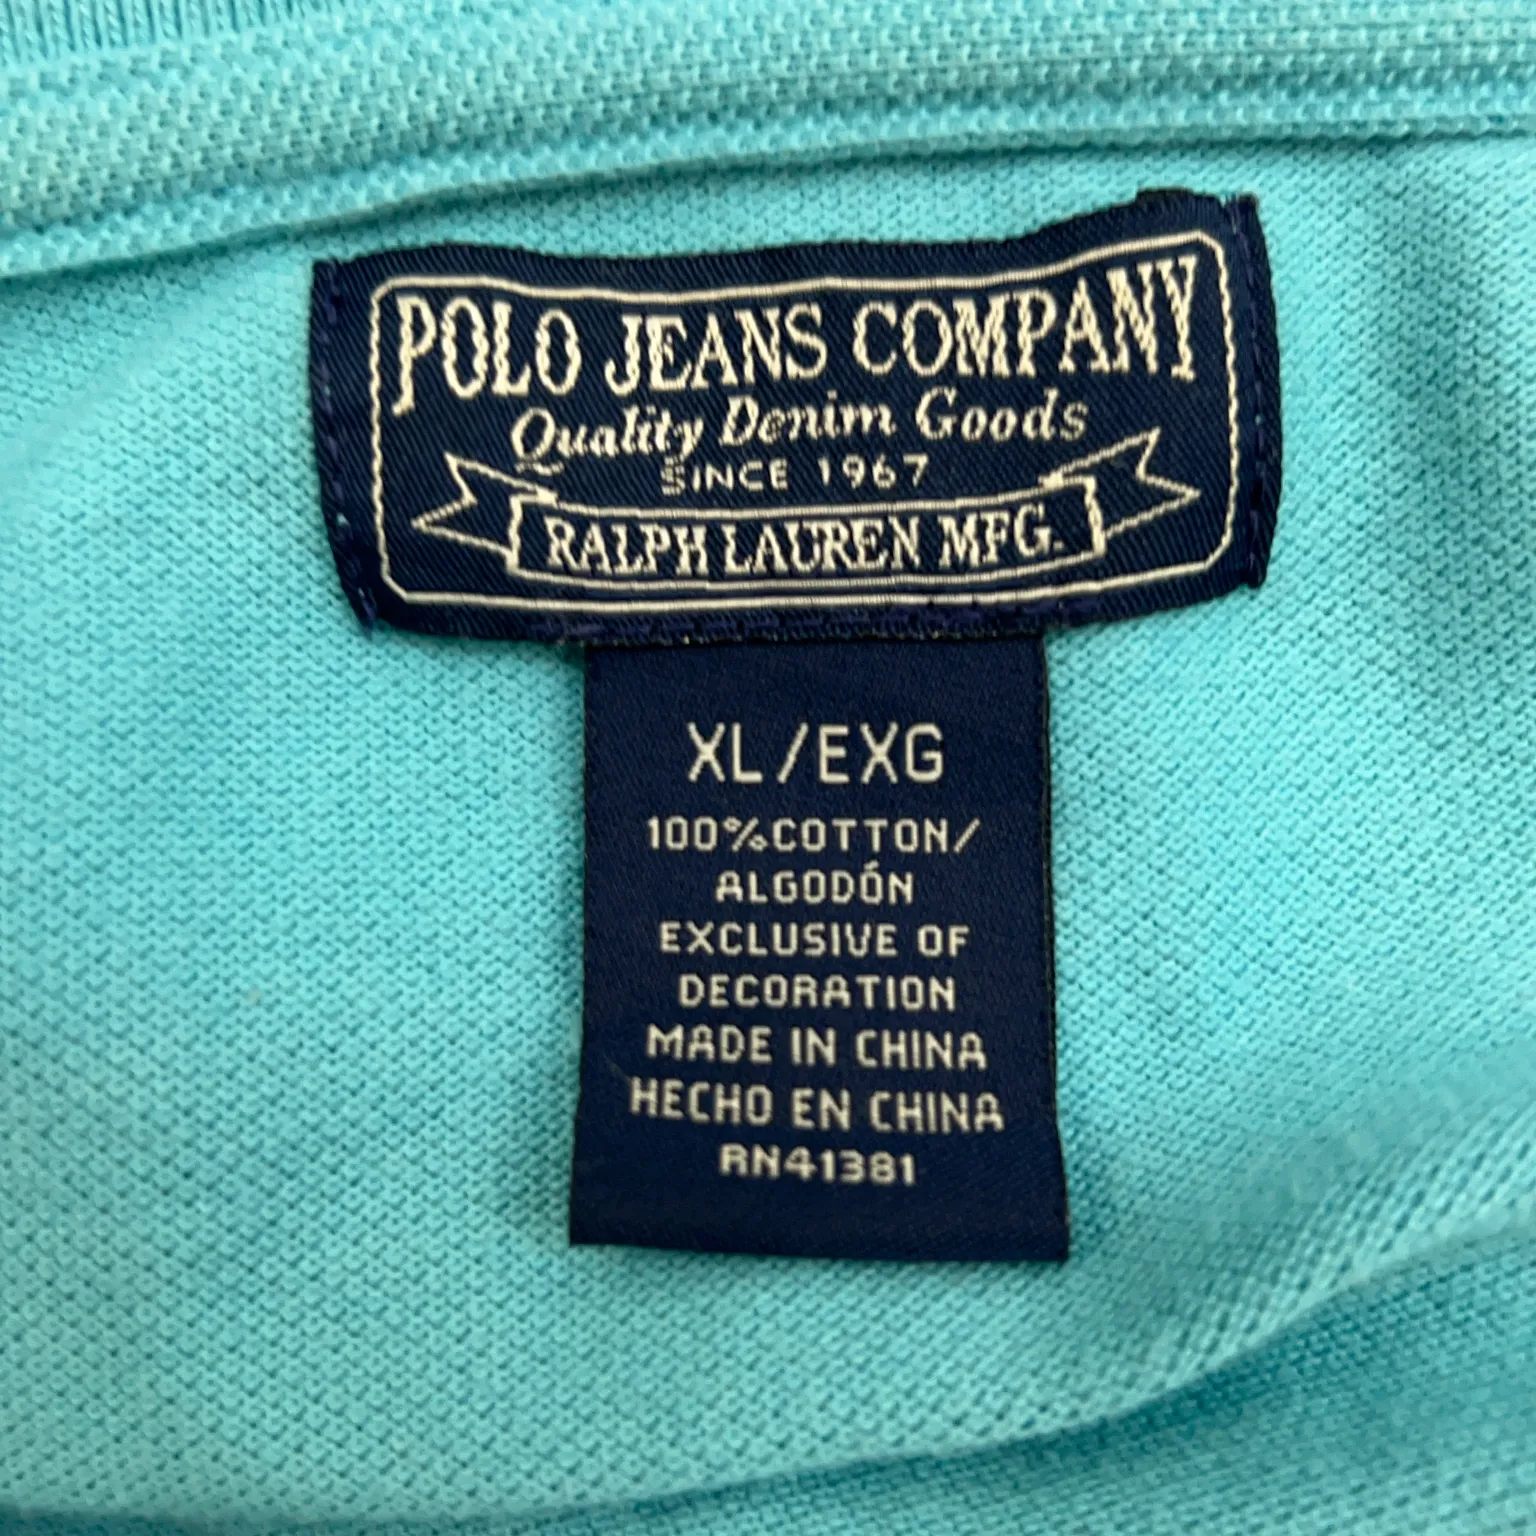 POLO JEANS COMPANY
Quality Denim Goods
SINCE 1967
RALPH LAUREN MFG.
XL/EXG
100%COTTON/
ALGODÓN
EXCLUSIVE OF
DECORATION
MADE IN CHINA
HECHO EN CHINA
RN41381